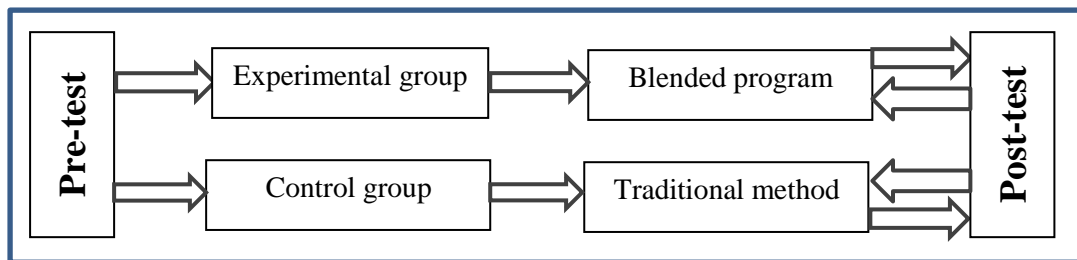 Pre-test
Experimental group
Blended program
Control group
Traditional method
Post-test